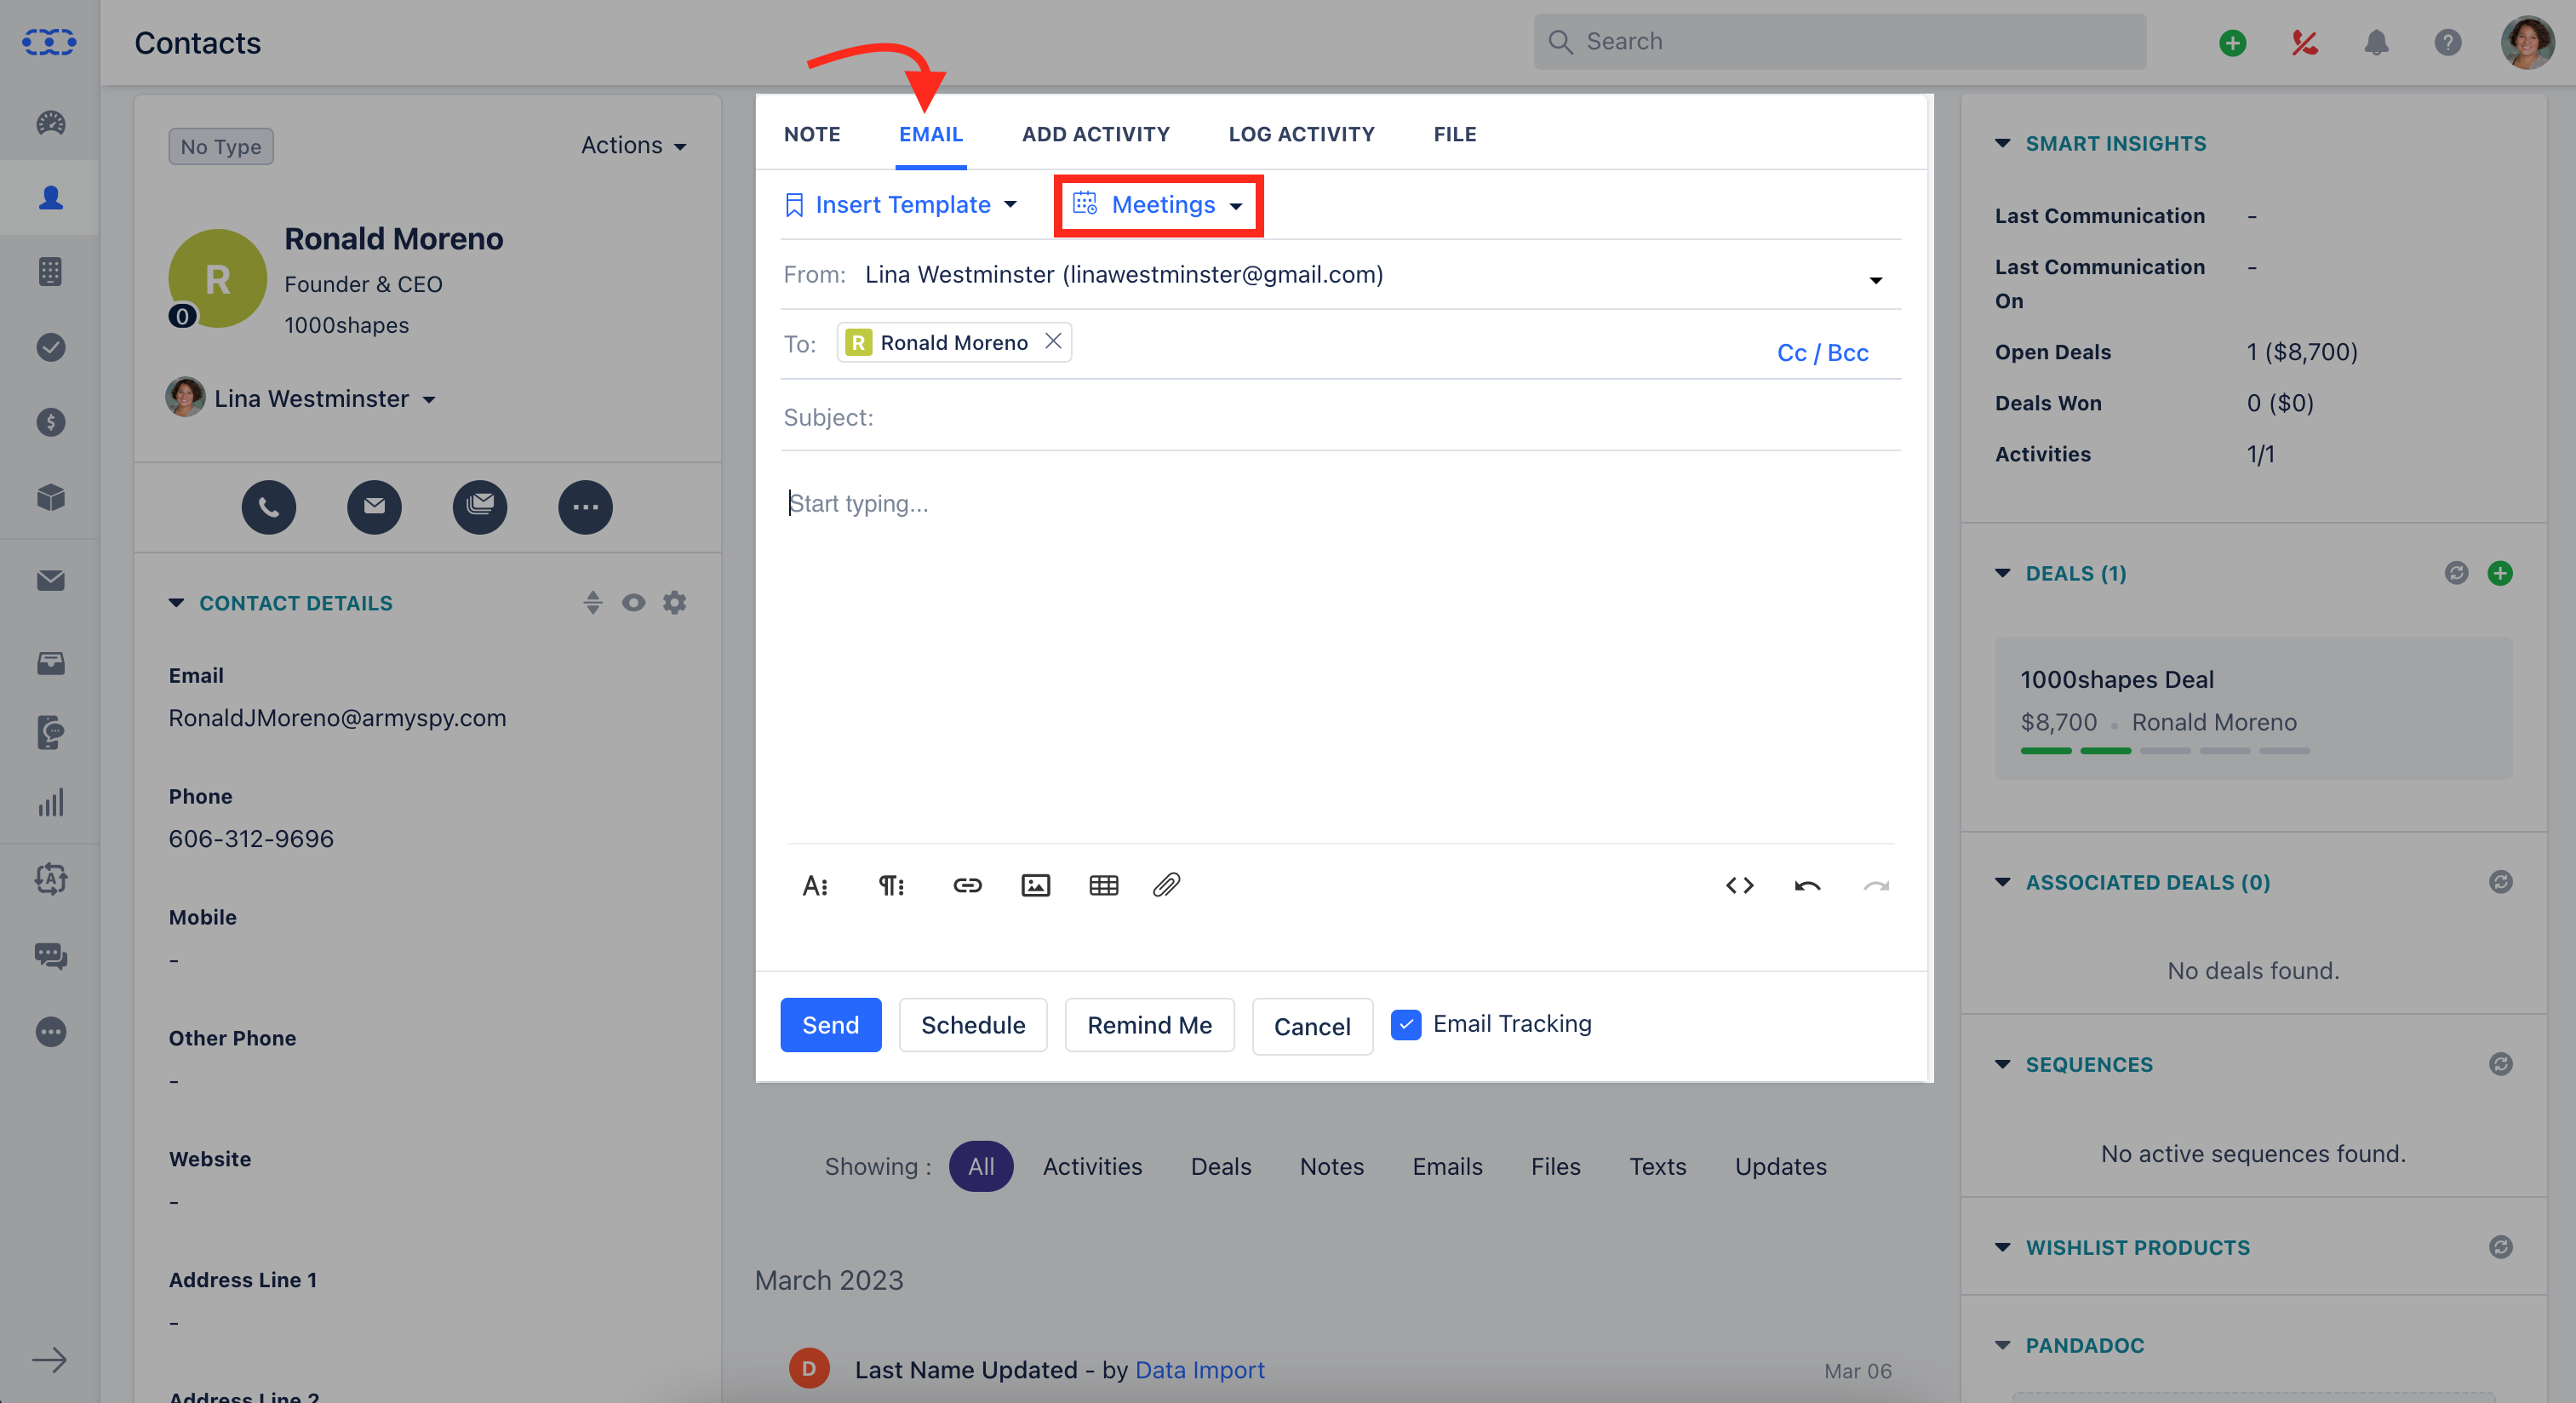 Contacts
Search
No Type
Actions
R
0
Ronald Moreno
Founder & CEO
1000shapes
Lina Westminster
CONTACT DETAILS
Email
RonaldJMoreno@armyspy.com
Phone
606-312-9696
Mobile
-
Other Phone
-
Website
-
Address Line 1
-
Address Line 2
NOTE EMAIL ADD ACTIVITY LOG ACTIVITY FILE
Insert Template Meetings
From: Lina Westminster (linawestminster@gmail.com)
To: R Ronald Moreno Cc / Bcc
Subject:
Start typing...
Send Schedule Remind Me Cancel Email Tracking
Showing : All Activities Deals Notes Emails Files Texts Updates
March 2023
D Last Name Updated - by Data Import Mar 06
SMART INSIGHTS
Last Communication -
Last Communication On -
Open Deals 1 ($8,700)
Deals Won 0 ($0)
Activities 1/1
DEALS (1)
1000shapes Deal
$8,700 Ronald Moreno
ASSOCIATED DEALS (0)
No deals found.
SEQUENCES
No active sequences found.
WISHLIST PRODUCTS
PANDADOC